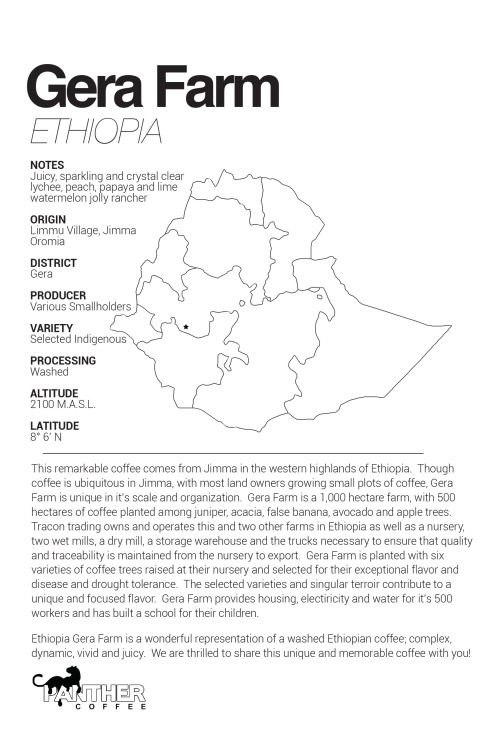 Gera Farm
ETHIOPIA
NOTES
Juicy, sparkling and crystal clear
lychee, peach, papaya and lime
watermelon jolly rancher
ORIGIN
Limmu Village, Jimma
Oromia
DISTRICT
Gera
PRODUCER
Various Smallholders
VARIETY
Selected Indigenous
PROCESSING
Washed
ALTITUDE
2100 M.A.S.L.
LATITUDE
8° 6' N
This remarkable coffee comes from Jimma in the western highlands of Ethiopia. Though
coffee is ubiquitous in Jimma, with most land owners growing small plots of coffee, Gera
Farm is unique in it's scale and organization. Gera Farm is a 1,000 hectare farm, with 500
hectares of coffee planted among juniper, acacia, false banana, avocado and apple trees.
Tracon trading owns and operates this and two other farms in Ethiopia as well as a nursery,
two wet mills, a dry mill, a storage warehouse and the trucks necessary to ensure that quality
and traceability is maintained from the nursery to export. Gera Farm is planted with six
varieties of coffee trees raised at their nursery and selected for their exceptional flavor and
disease and drought tolerance. The selected varieties and singular terroir contribute to a
unique and focused flavor. Gera Farm provides housing, electricity and water for it's 500
workers and has built a school for their children.
Ethiopia Gera Farm is a wonderful representation of a washed Ethiopian coffee; complex,
dynamic, vivid and juicy. We are thrilled to share this unique and memorable coffee with you!
PANTHER
COFFEE